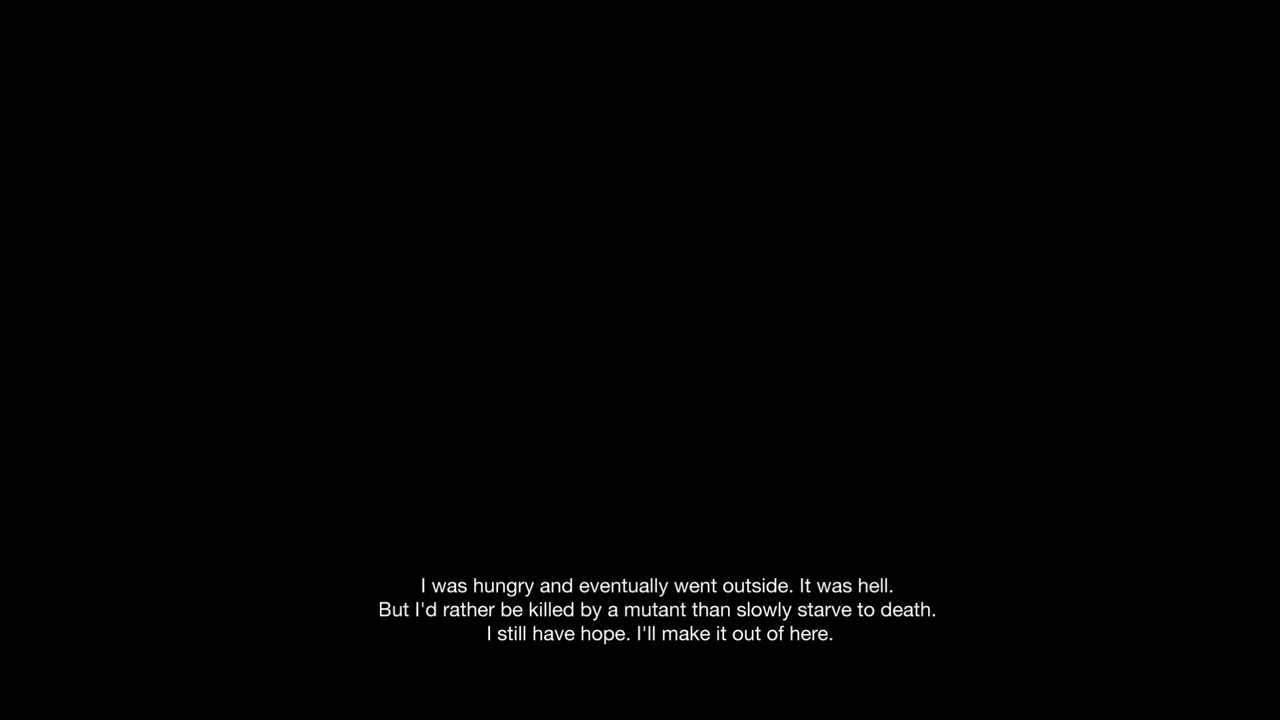 I was hungry and eventually went outside. It was hell.
But I'd rather be killed by a mutant than slowly starve to death.
I still have hope. I'll make it out of here.